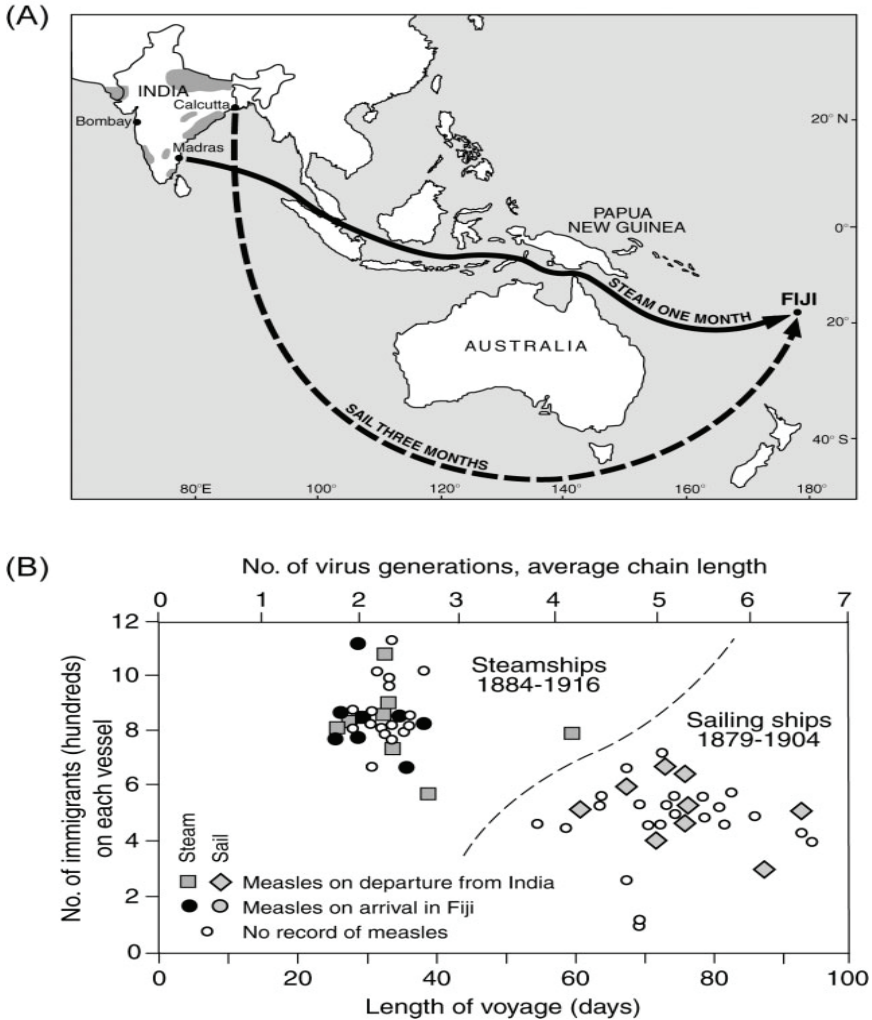 (A)
INDIA
Calcutta
Bombay
Madras
20° N
PAPUA
NEW GUINEA
0°
STEAM ONE MONTH
FIJI
20°
AUSTRALIA
SAIL THREE MONTHS
40° S
80°E 100° 120° 140° 160° 180°
(B)
No. of virus generations, average chain length
0 1 2 3 4 5 6 7
12
10
8
6
4
2
0
No. of immigrants (hundreds)
on each vessel
Steamships
1884-1916
Sailing ships
1879-1904
Steam
Sail
Measles on departure from India
Measles on arrival in Fiji
No record of measles
0 20 40 60 80 100
Length of voyage (days)